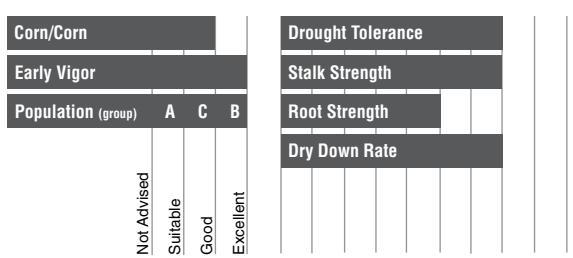 Corn/Corn
Early Vigor
Population (group) A C B
Not Advised
Suitable
Good
Excellent
Drought Tolerance
Stalk Strength
Root Strength
Dry Down Rate